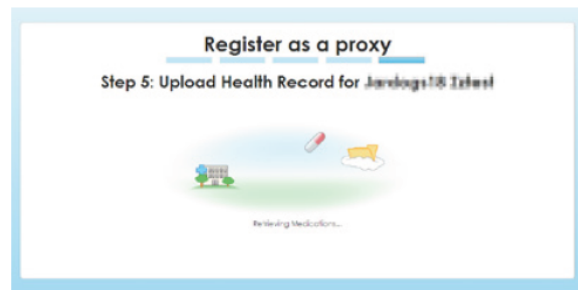 Register as a proxy
Step 5: Upload Health Record for
Retrieving Medications...